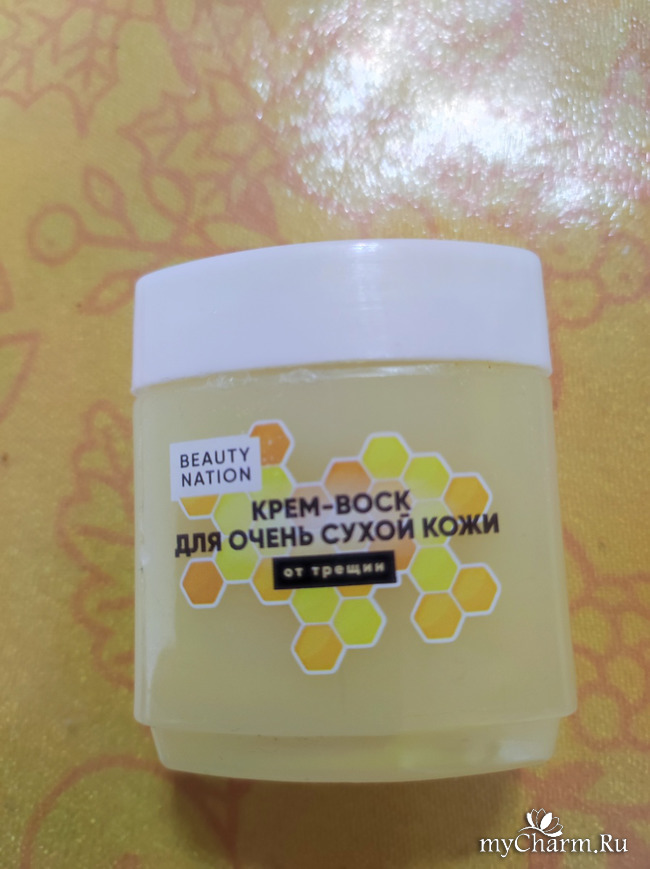 BEAUTY
NATION
КРЕМ-ВОСК
ДЛЯ ОЧЕНЬ СУХОЙ КОЖИ
от трещин
myCharm.Ru